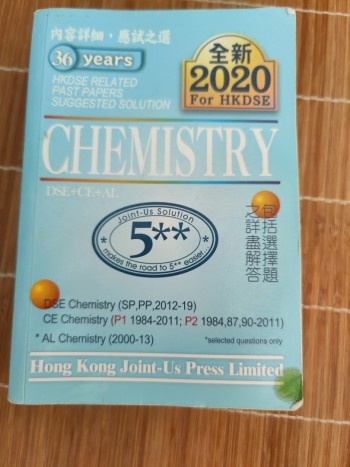 內容詳細，應試之選
36 years
HKDSE RELATED
PAST PAPERS
SUGGESTED SOLUTION
全新
2020
For HKDSE
CHEMISTRY
DSE+CE+AL
Joint-Us Solution
5**
* makes the road to 5** easier... *
包括選擇題
之詳盡解答
DSE Chemistry (SP,PP,2012-19)
CE Chemistry (P1 1984-2011; P2 1984,87,90-2011)
* AL Chemistry (2000-13)
*selected questions only
Hong Kong Joint-Us Press Limited